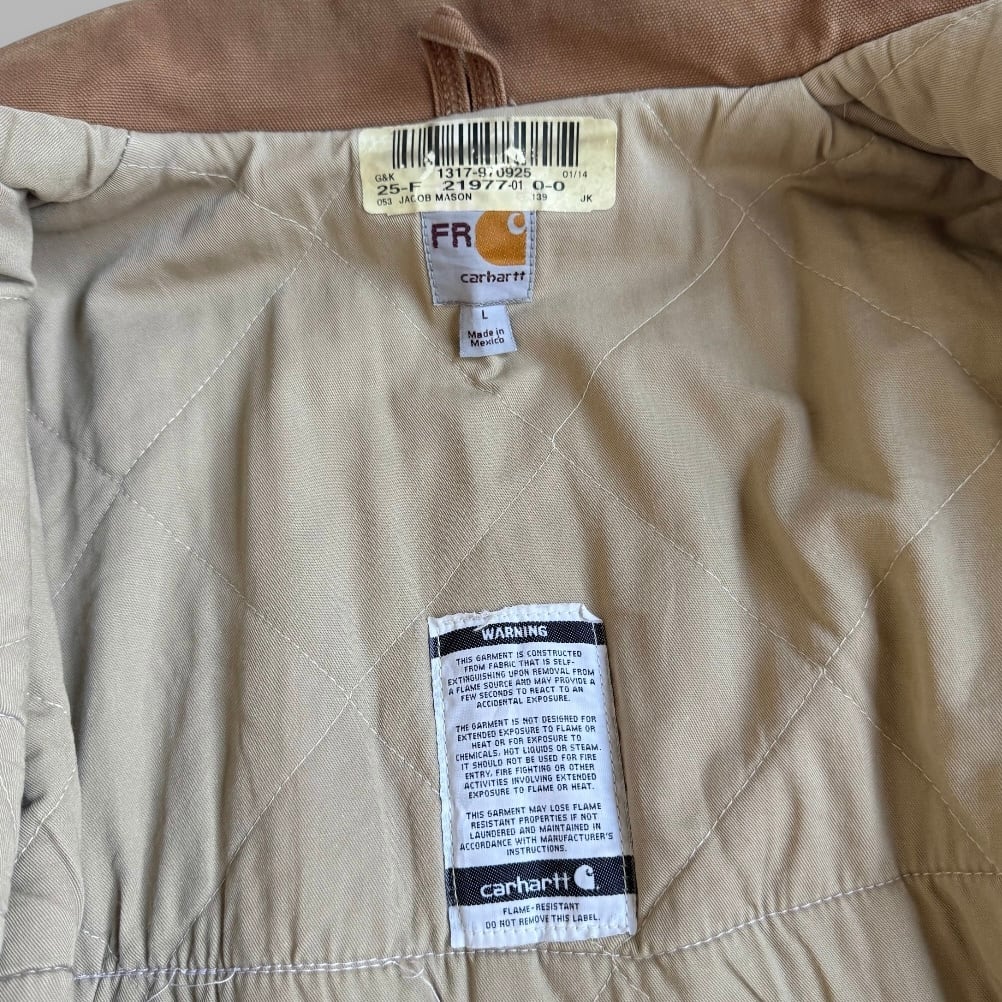 G&K 1317-970925 01/14
25-F 21977-01 0-0
053 JACOB MASON 139 JK
FR
carhartt
L
Made in
Mexico
WARNING
THIS GARMENT IS CONSTRUCTED
FROM FABRIC THAT IS SELF-
EXTINGUISHING UPON REMOVAL FROM
A FLAME SOURCE AND MAY PROVIDE A
FEW SECONDS TO REACT TO AN
ACCIDENTAL EXPOSURE.
THE GARMENT IS NOT DESIGNED FOR
EXTENDED EXPOSURE TO FLAME OR
HEAT OR FOR EXPOSURE TO
CHEMICALS, HOT LIQUIDS OR STEAM.
IT SHOULD NOT BE USED FOR FIRE
ENTRY, FIRE FIGHTING OR OTHER
ACTIVITIES INVOLVING EXTENDED
EXPOSURE TO FLAME OR HEAT.
THIS GARMENT MAY LOSE FLAME
RESISTANT PROPERTIES IF NOT
LAUNDERED AND MAINTAINED IN
ACCORDANCE WITH MANUFACTURER'S
INSTRUCTIONS.
carhartt
FLAME-RESISTANT
DO NOT REMOVE THIS LABEL.